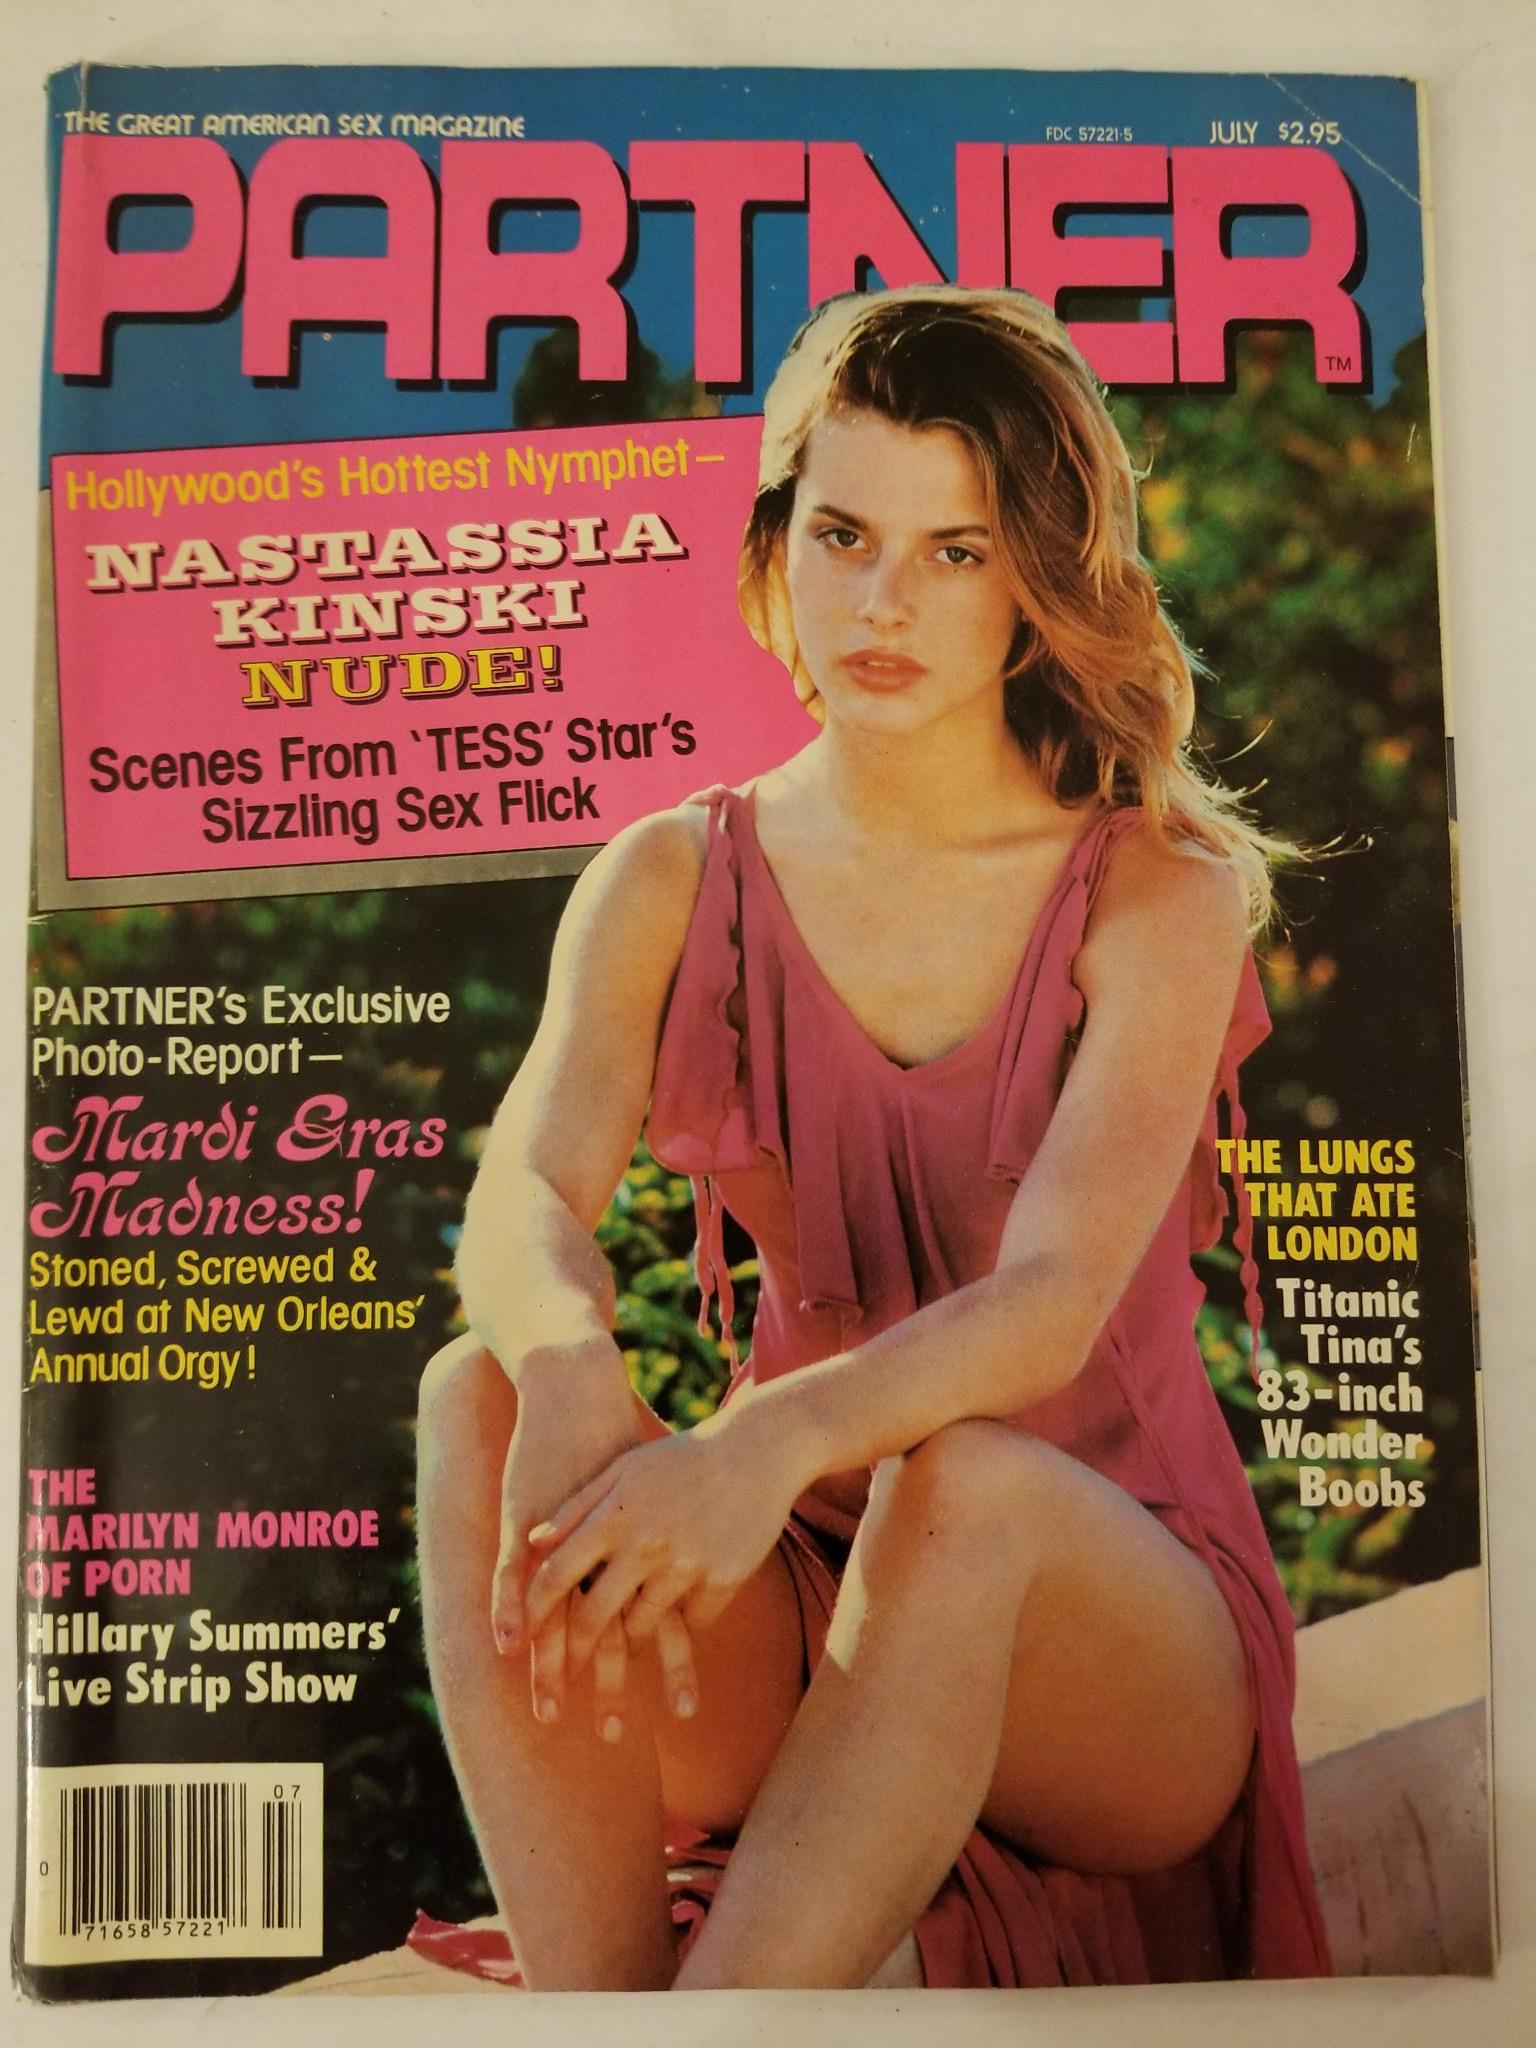 THE GREAT AMERICAN SEX MAGAZINE
FDC 57221-5
JULY $2.95
PARTNER
TM
Hollywood's Hottest Nymphet—
NASTASSIA
KINSKI
NUDE!
Scenes From 'TESS' Star's
Sizzling Sex Flick
PARTNER's Exclusive
Photo-Report—
Mardi Gras
Madness!
Stoned, Screwed &
Lewd at New Orleans'
Annual Orgy!
THE
MARILYN MONROE
OF PORN
Hillary Summers'
Live Strip Show
THE LUNGS
THAT ATE
LONDON
Titanic
Tina's
83-inch
Wonder
Boobs
07
0
71658 57221